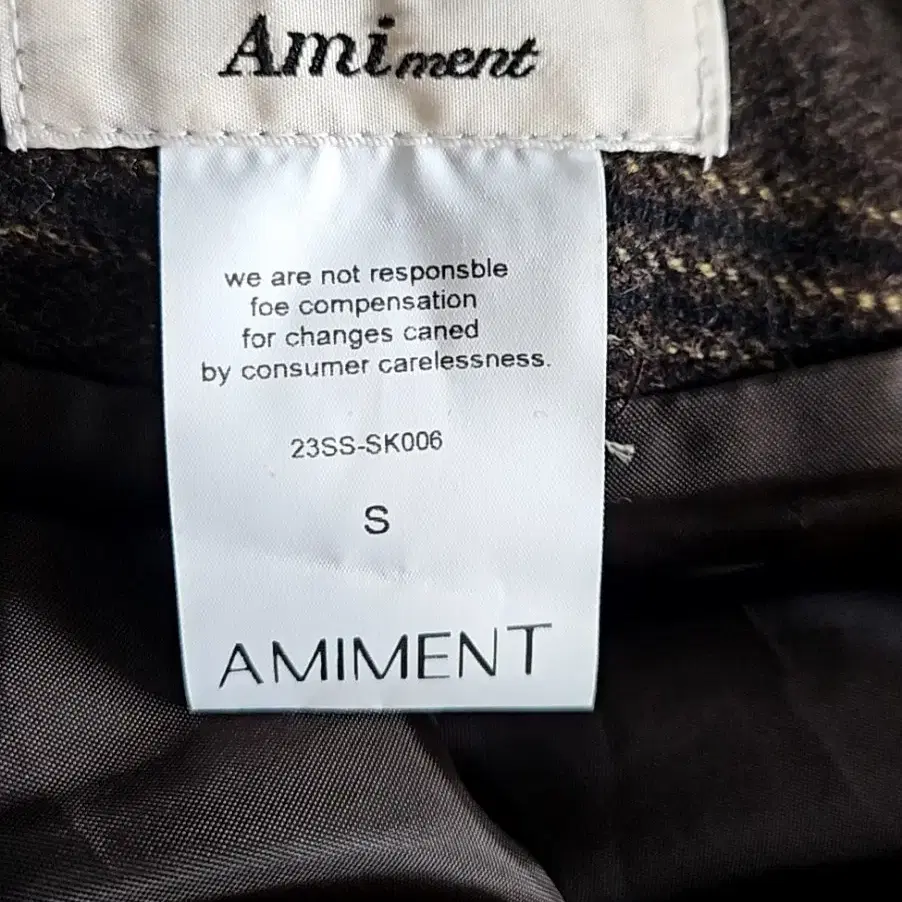 Amiment
we are not responsble
foe compensation
for changes caned
by consumer carelessness.
23SS-SK006
S
AMIMENT